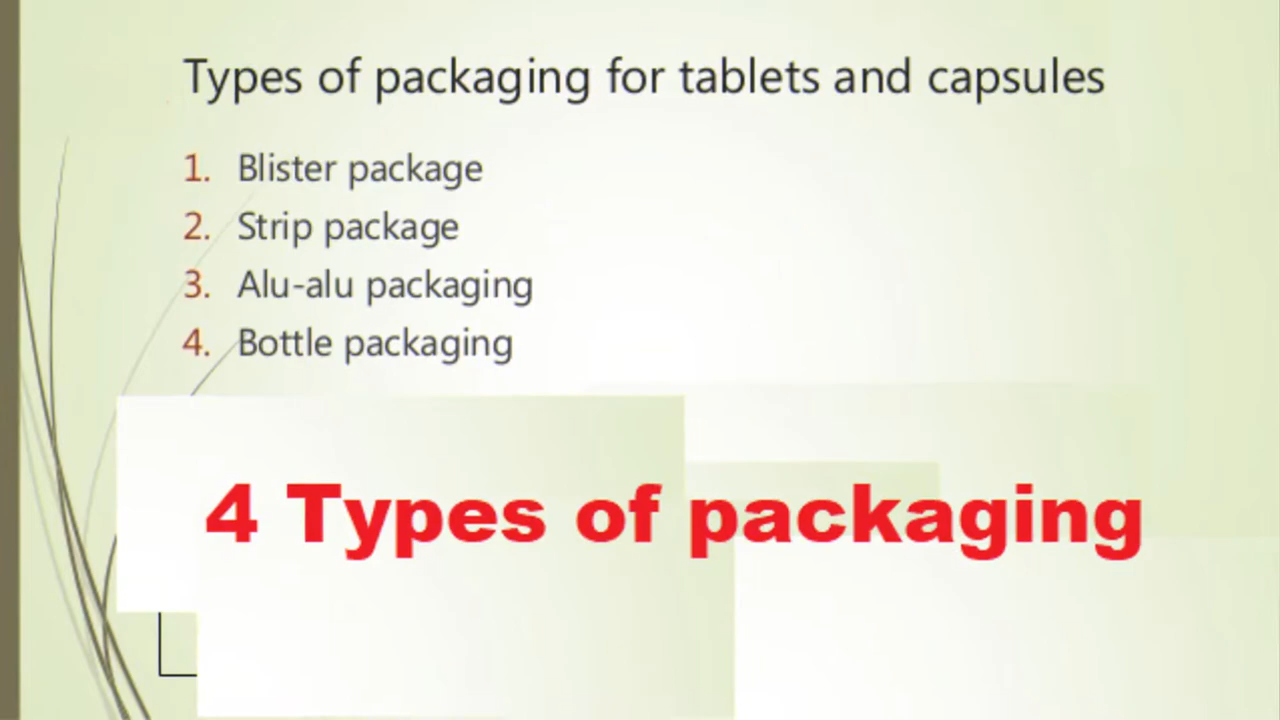 Types of packaging for tablets and capsules
1. Blister package
2. Strip package
3. Alu-alu packaging
4. Bottle packaging
4 Types of packaging